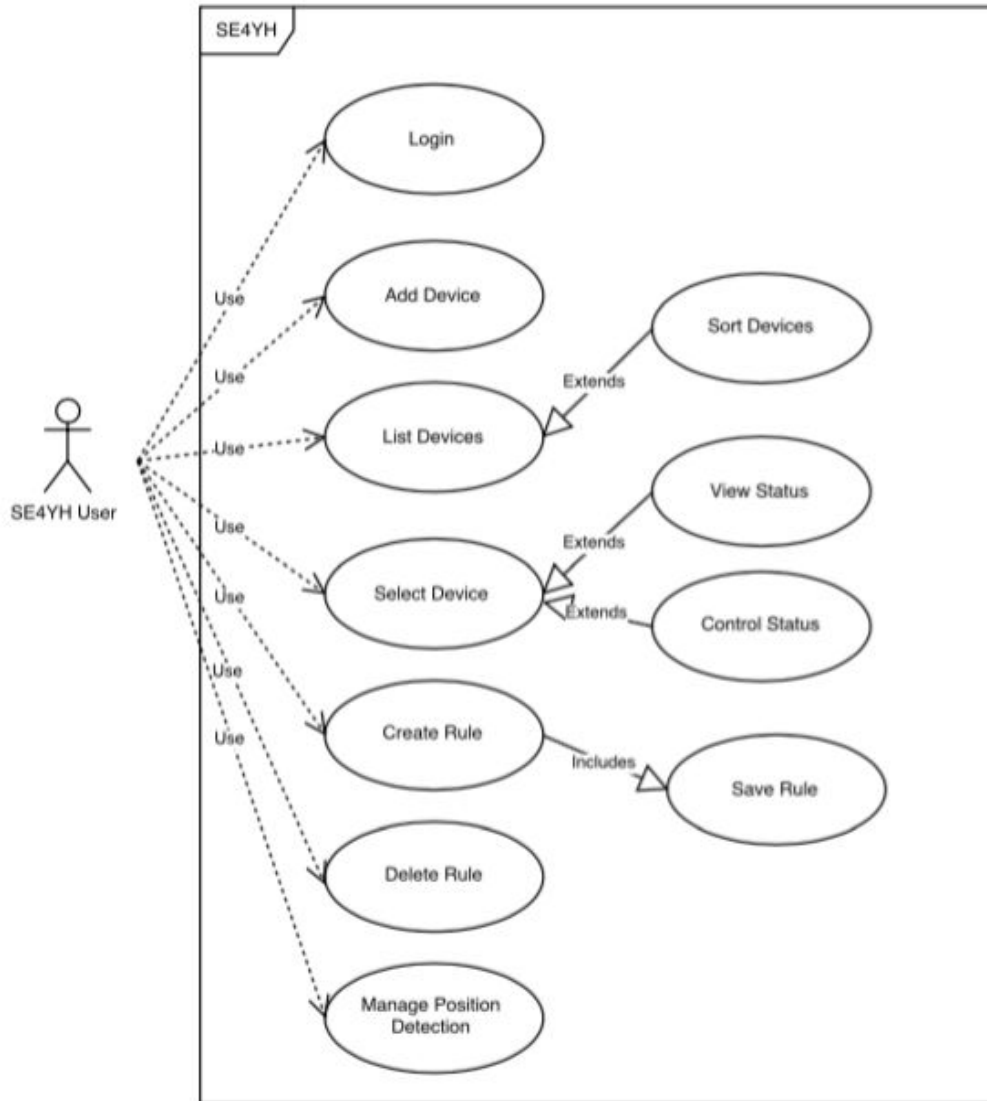 SE4YH
Login
Use
Add Device
Sort Devices
Use
Extends
List Devices
Use
SE4YH User
View Status
Use
Extends
Select Device
Extends
Control Status
Use
Create Rule
Use
Includes
Save Rule
Use
Delete Rule
Manage Position
Detection